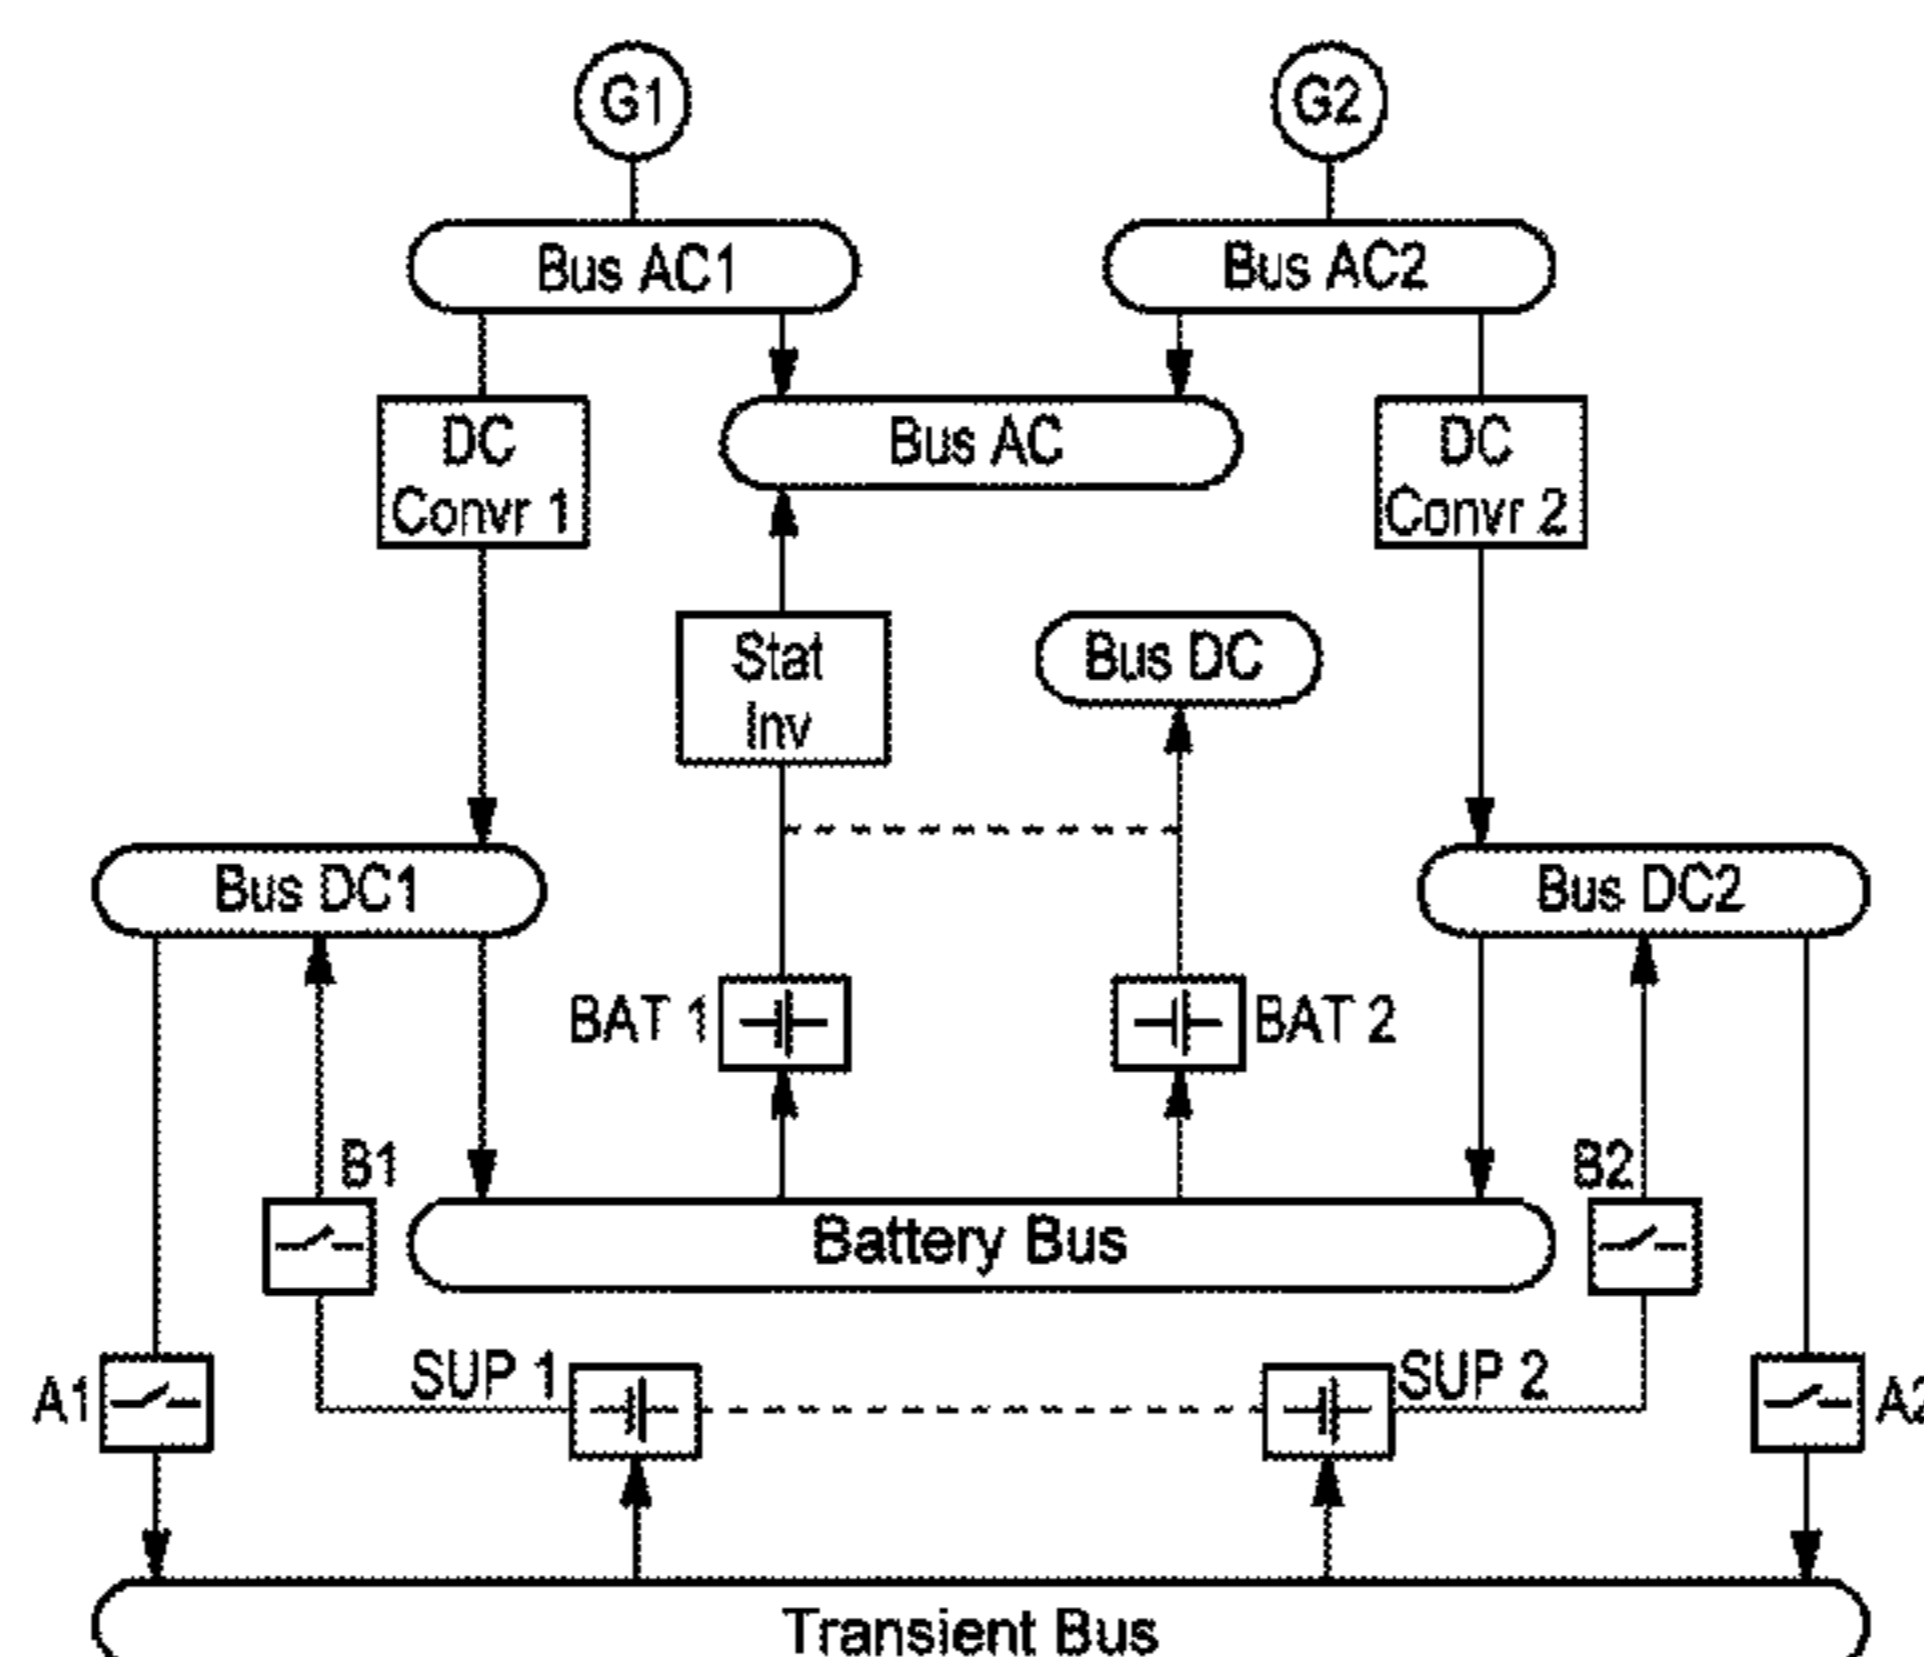 G1
G2
Bus AC1
Bus AC2
DC
Convr 1
Bus AC
DC
Convr 2
Stat
Inv
Bus DC
Bus DC1
Bus DC2
BAT 1
BAT 2
B1
B2
Battery Bus
A1
SUP 1
SUP 2
A2
Transient Bus